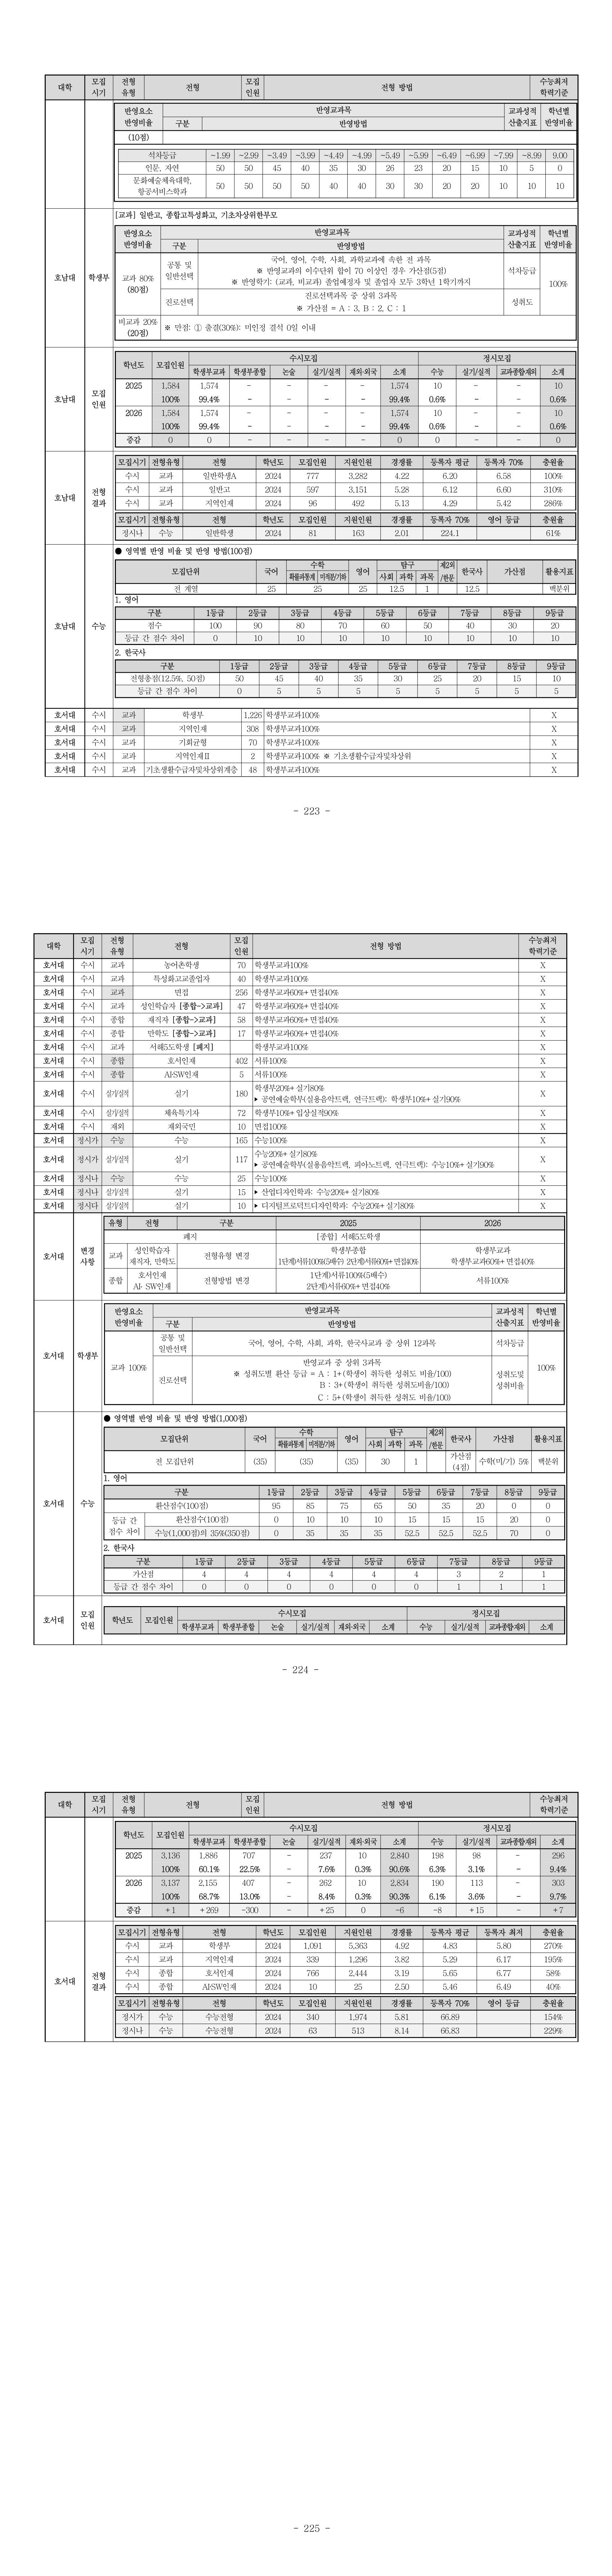 대학 모집시기 전형유형 전형 모집인원 전형 방법 수능최저학력기준
반영요소 반영비율 반영교과목 교과성적 산출지표 학년별 반영비율
구분 반영방법
(10점)
석차등급 ~1.99 ~2.99 ~3.49 ~3.99 ~4.49 ~4.99 ~5.49 ~5.99 ~6.49 ~6.99 ~7.99 ~8.99 9.00
인문, 자연 50 50 45 40 35 30 26 23 20 15 10 5 0
문화예술체육대학, 항공서비스학과 50 50 50 50 40 40 30 30 20 20 10 10 10
호남대 학생부
[교과] 일반고, 종합고특성화고, 기초차상위한부모
반영요소 반영비율 반영교과목 교과성적 산출지표 학년별 반영비율
구분 반영방법
교과 80% (80점) 공통 및 일반선택 국어, 영어, 수학, 사회, 과학교과에 속한 전 과목 석차등급 100%
※ 반영교과의 이수단위 합이 70 이상인 경우 가산점(5점)
※ 반영학기: (교과, 비교과) 졸업예정자 및 졸업자 모두 3학년 1학기까지
진로선택 진로선택과목 중 상위 3과목 성취도
※ 가산점 = A : 3, B : 2, C : 1
비교과 20% (20점) ※ 만점: ① 출결(30%): 미인정 결석 0일 이내
호남대 모집인원
학년도 모집인원 수시모집 정시모집
학생부교과 학생부종합 논술 실기/실적 재외·외국 소계 수능 실기/실적 교과종합재외 소계
2025 1,584 1,574 - - - - 1,574 10 - - 10
100% 99.4% - - - - 99.4% 0.6% - - 0.6%
2026 1,584 1,574 - - - - 1,574 10 - - 10
100% 99.4% - - - - 99.4% 0.6% - - 0.6%
증감 0 0 - - - - 0 0 - - 0
호남대 전형결과
모집시기 전형유형 전형 학년도 모집인원 지원인원 경쟁률 등록자 평균 등록자 70% 충원율
수시 교과 일반학생A 2024 777 3,282 4.22 6.20 6.58 100%
수시 교과 일반고 2024 597 3,151 5.28 6.12 6.60 310%
수시 교과 지역인재 2024 96 492 5.13 4.29 5.42 286%
모집시기 전형유형 전형 학년도 모집인원 지원인원 경쟁률 등록자 70% 영어 등급 충원율
정시나 수능 일반학생 2024 81 163 2.01 224.1 61%
호남대 수능
● 영역별 반영 비율 및 반영 방법(100점)
모집단위 국어 수학 영어 탐구 제2외/한문 한국사 가산점 활용지표
확률과통계 미적분/기하 사회 과학 과목
전 계열 25 25 25 12.5 1 12.5 백분위
1. 영어
구분 1등급 2등급 3등급 4등급 5등급 6등급 7등급 8등급 9등급
점수 100 90 80 70 60 50 40 30 20
등급 간 점수 차이 0 10 10 10 10 10 10 10 10
2. 한국사
구분 1등급 2등급 3등급 4등급 5등급 6등급 7등급 8등급 9등급
전형총점(12.5%, 50점) 50 45 40 35 30 25 20 15 10
등급 간 점수 차이 0 5 5 5 5 5 5 5 5
호서대 수시 교과 학생부 1,226 학생부교과100% X
호서대 수시 교과 지역인재 308 학생부교과100% X
호서대 수시 교과 기회균형 70 학생부교과100% X
호서대 수시 교과 지역인재Ⅱ 2 학생부교과100% ※ 기초생활수급자및차상위 X
호서대 수시 교과 기초생활수급자및차상위계층 48 학생부교과100% X
- 223 -
대학 모집시기 전형유형 전형 모집인원 전형 방법 수능최저학력기준
호서대 수시 교과 농어촌학생 70 학생부교과100% X
호서대 수시 교과 특성화고교졸업자 40 학생부교과100% X
호서대 수시 교과 면접 256 학생부교과60%+면접40% X
호서대 수시 교과 성인학습자 [종합->교과] 47 학생부교과60%+면접40% X
호서대 수시 종합 재직자 [종합->교과] 58 학생부교과60%+면접40% X
호서대 수시 종합 만학도 [종합->교과] 17 학생부교과60%+면접40% X
호서대 수시 교과 서해5도학생 [폐지] 학생부교과100% X
호서대 수시 종합 호서인재 402 서류100% X
호서대 수시 종합 AI·SW인재 5 서류100% X
호서대 수시 실기/실적 실기 180 학생부20%+실기80% X
▸ 공연예술학부(실용음악트랙, 연극트랙): 학생부10%+실기90%
호서대 수시 실기/실적 체육특기자 72 학생부10%+입상실적90% X
호서대 수시 재외 재외국민 10 면접100% X
호서대 정시가 수능 수능 165 수능100% X
호서대 정시가 실기/실적 실기 117 수능20%+실기80% X
▸ 공연예술학부(실용음악트랙, 피아노트랙, 연극트랙): 수능10%+실기90%
호서대 정시나 수능 수능 25 수능100% X
호서대 정시나 실기/실적 실기 15 ▸ 산업디자인학과: 수능20%+실기80% X
호서대 정시다 실기/실적 실기 10 ▸ 디지털프로덕트디자인학과: 수능20%+실기80% X
호서대 변경사항
유형 전형 구분 2025 2026
폐지 [종합] 서해5도학생
교과 성인학습자 재직자, 만학도 전형유형 변경 학생부종합 1단계)서류100%(5배수) 2단계)서류60%+면접40% 학생부교과 학생부교과60%+면접40%
종합 호서인재 AI·SW인재 전형방법 변경 1단계)서류100%(5배수) 2단계)서류60%+면접40% 서류100%
호서대 학생부
반영요소 반영비율 반영교과목 교과성적 산출지표 학년별 반영비율
구분 반영방법
교과 100% 공통 및 일반선택 국어, 영어, 수학, 사회, 과학, 한국사교과 중 상위 12과목 석차등급 100%
진로선택 반영교과 중 상위 3과목 성취도및 성취비율
※ 성취도별 환산 등급 = A : 1+(학생이 취득한 성취도 비율/100)
B : 3+(학생이 취득한 성취도비율/100)
C : 5+(학생이 취득한 성취도 비율/100)
호서대 수능
● 영역별 반영 비율 및 반영 방법(1,000점)
모집단위 국어 수학 영어 탐구 제2외/한문 한국사 가산점 활용지표
확률과통계 미적분/기하 사회 과학 과목
전 모집단위 (35) (35) (35) 30 1 가산점(4점) 수학(미/기) 5% 백분위
1. 영어
구분 1등급 2등급 3등급 4등급 5등급 6등급 7등급 8등급 9등급
환산점수(100점) 95 85 75 65 50 35 20 0 0
등급 간 점수 차이 환산점수(100점) 0 10 10 10 15 15 15 20 0
수능(1,000점)의 35%(350점) 0 35 35 35 52.5 52.5 52.5 70 0
2. 한국사
구분 1등급 2등급 3등급 4등급 5등급 6등급 7등급 8등급 9등급
가산점 4 4 4 4 4 4 3 2 1
등급 간 점수 차이 0 0 0 0 0 0 1 1 1
호서대 모집인원
학년도 모집인원 수시모집 정시모집
학생부교과 학생부종합 논술 실기/실적 재외·외국 소계 수능 실기/실적 교과종합재외 소계
- 224 -
대학 모집시기 전형유형 전형 모집인원 전형 방법 수능최저학력기준
학년도 모집인원 수시모집 정시모집
학생부교과 학생부종합 논술 실기/실적 재외·외국 소계 수능 실기/실적 교과종합재외 소계
2025 3,136 1,886 707 - 237 10 2,840 198 98 - 296
100% 60.1% 22.5% - 7.6% 0.3% 90.6% 6.3% 3.1% - 9.4%
2026 3,137 2,155 407 - 262 10 2,834 190 113 - 303
100% 68.7% 13.0% - 8.4% 0.3% 90.3% 6.1% 3.6% - 9.7%
증감 +1 +269 -300 - +25 0 -6 -8 +15 - +7
호서대 전형결과
모집시기 전형유형 전형 학년도 모집인원 지원인원 경쟁률 등록자 평균 등록자 최저 충원율
수시 교과 학생부 2024 1,091 5,363 4.92 4.83 5.80 270%
수시 교과 지역인재 2024 339 1,296 3.82 5.29 6.17 195%
수시 종합 호서인재 2024 766 2,444 3.19 5.65 6.77 58%
수시 종합 AI·SW인재 2024 10 25 2.50 5.46 6.49 40%
모집시기 전형유형 전형 학년도 모집인원 지원인원 경쟁률 등록자 70% 영어 등급 충원율
정시가 수능 수능전형 2024 340 1,974 5.81 66.89 154%
정시나 수능 수능전형 2024 63 513 8.14 66.83 229%
- 225 -